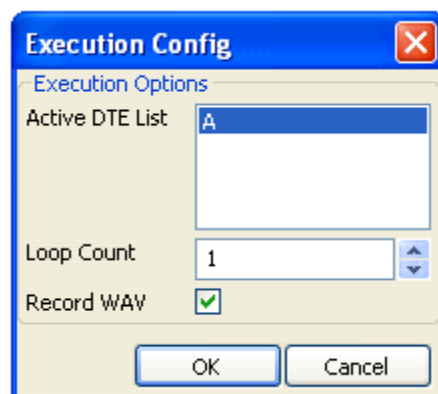 Execution Config
Execution Options
Active DTE List
A
Loop Count
1
Record WAV
OK
Cancel